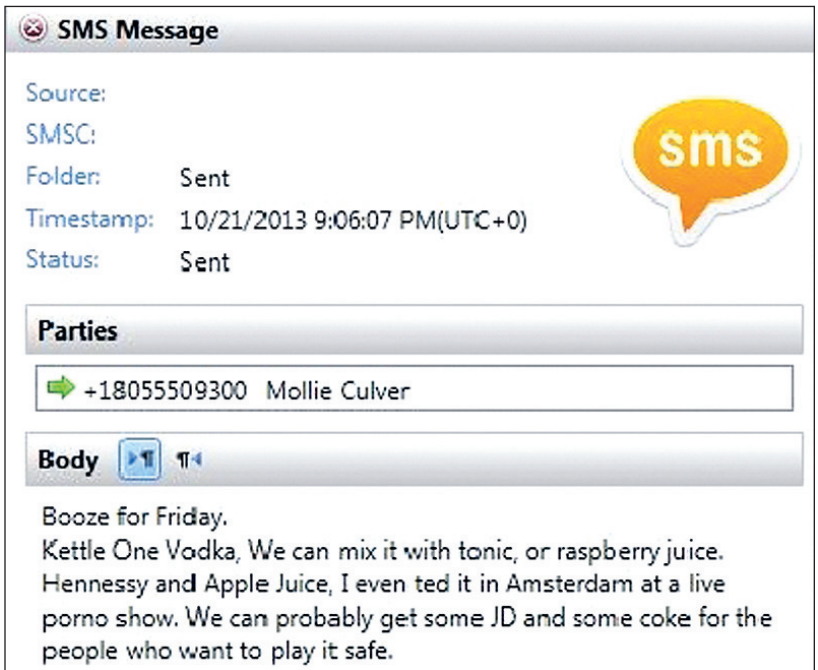 SMS Message
Source:
SMSC:
sms
Folder: Sent
Timestamp: 10/21/2013 9:06:07 PM(UTC+0)
Status: Sent
Parties
+18055509300 Mollie Culver
Body ¶ ¶
Booze for Friday.
Kettle One Vodka, We can mix it with tonic, or raspberry juice.
Hennessy and Apple Juice, I even ted it in Amsterdam at a live
porno show. We can probably get some JD and some coke for the
people who want to play it safe.